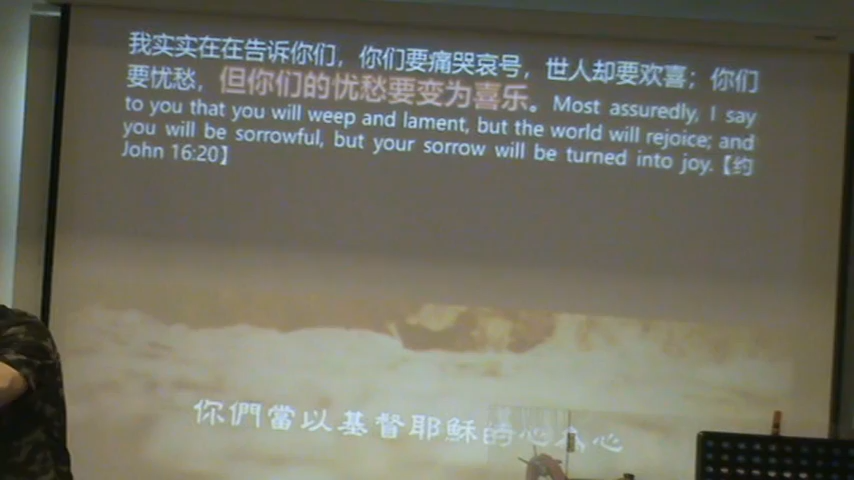 我实实在在告诉你们，你们要痛哭哀号，世人却要欢喜；你们
要忧愁，但你们的忧愁要变为喜乐。Most assuredly, I say
to you that you will weep and lament, but the world will rejoice; and
you will be sorrowful, but your sorrow will be turned into joy.【约
John 16:20】
你們當以基督耶穌的心為心